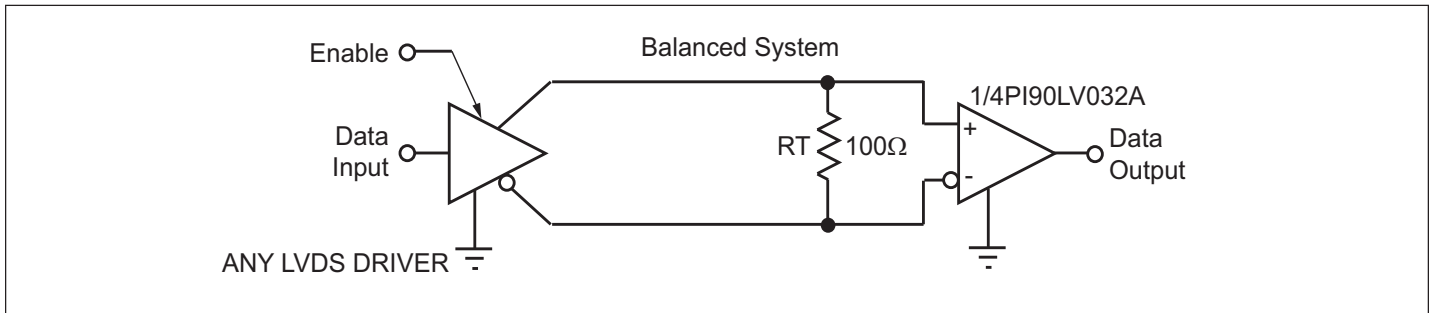 Enable
Balanced System
1/4PI90LV032A
Data
Input
RT
100Ω
+
-
Data
Output
ANY LVDS DRIVER